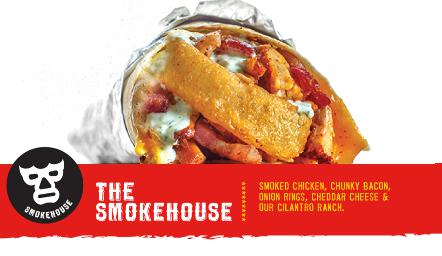 THE
SMOKEHOUSE
SMOKED CHICKEN, CHUNKY BACON,
ONION RINGS, CHEDDAR CHEESE &
OUR CILANTRO RANCH.
SMOKEHOUSE